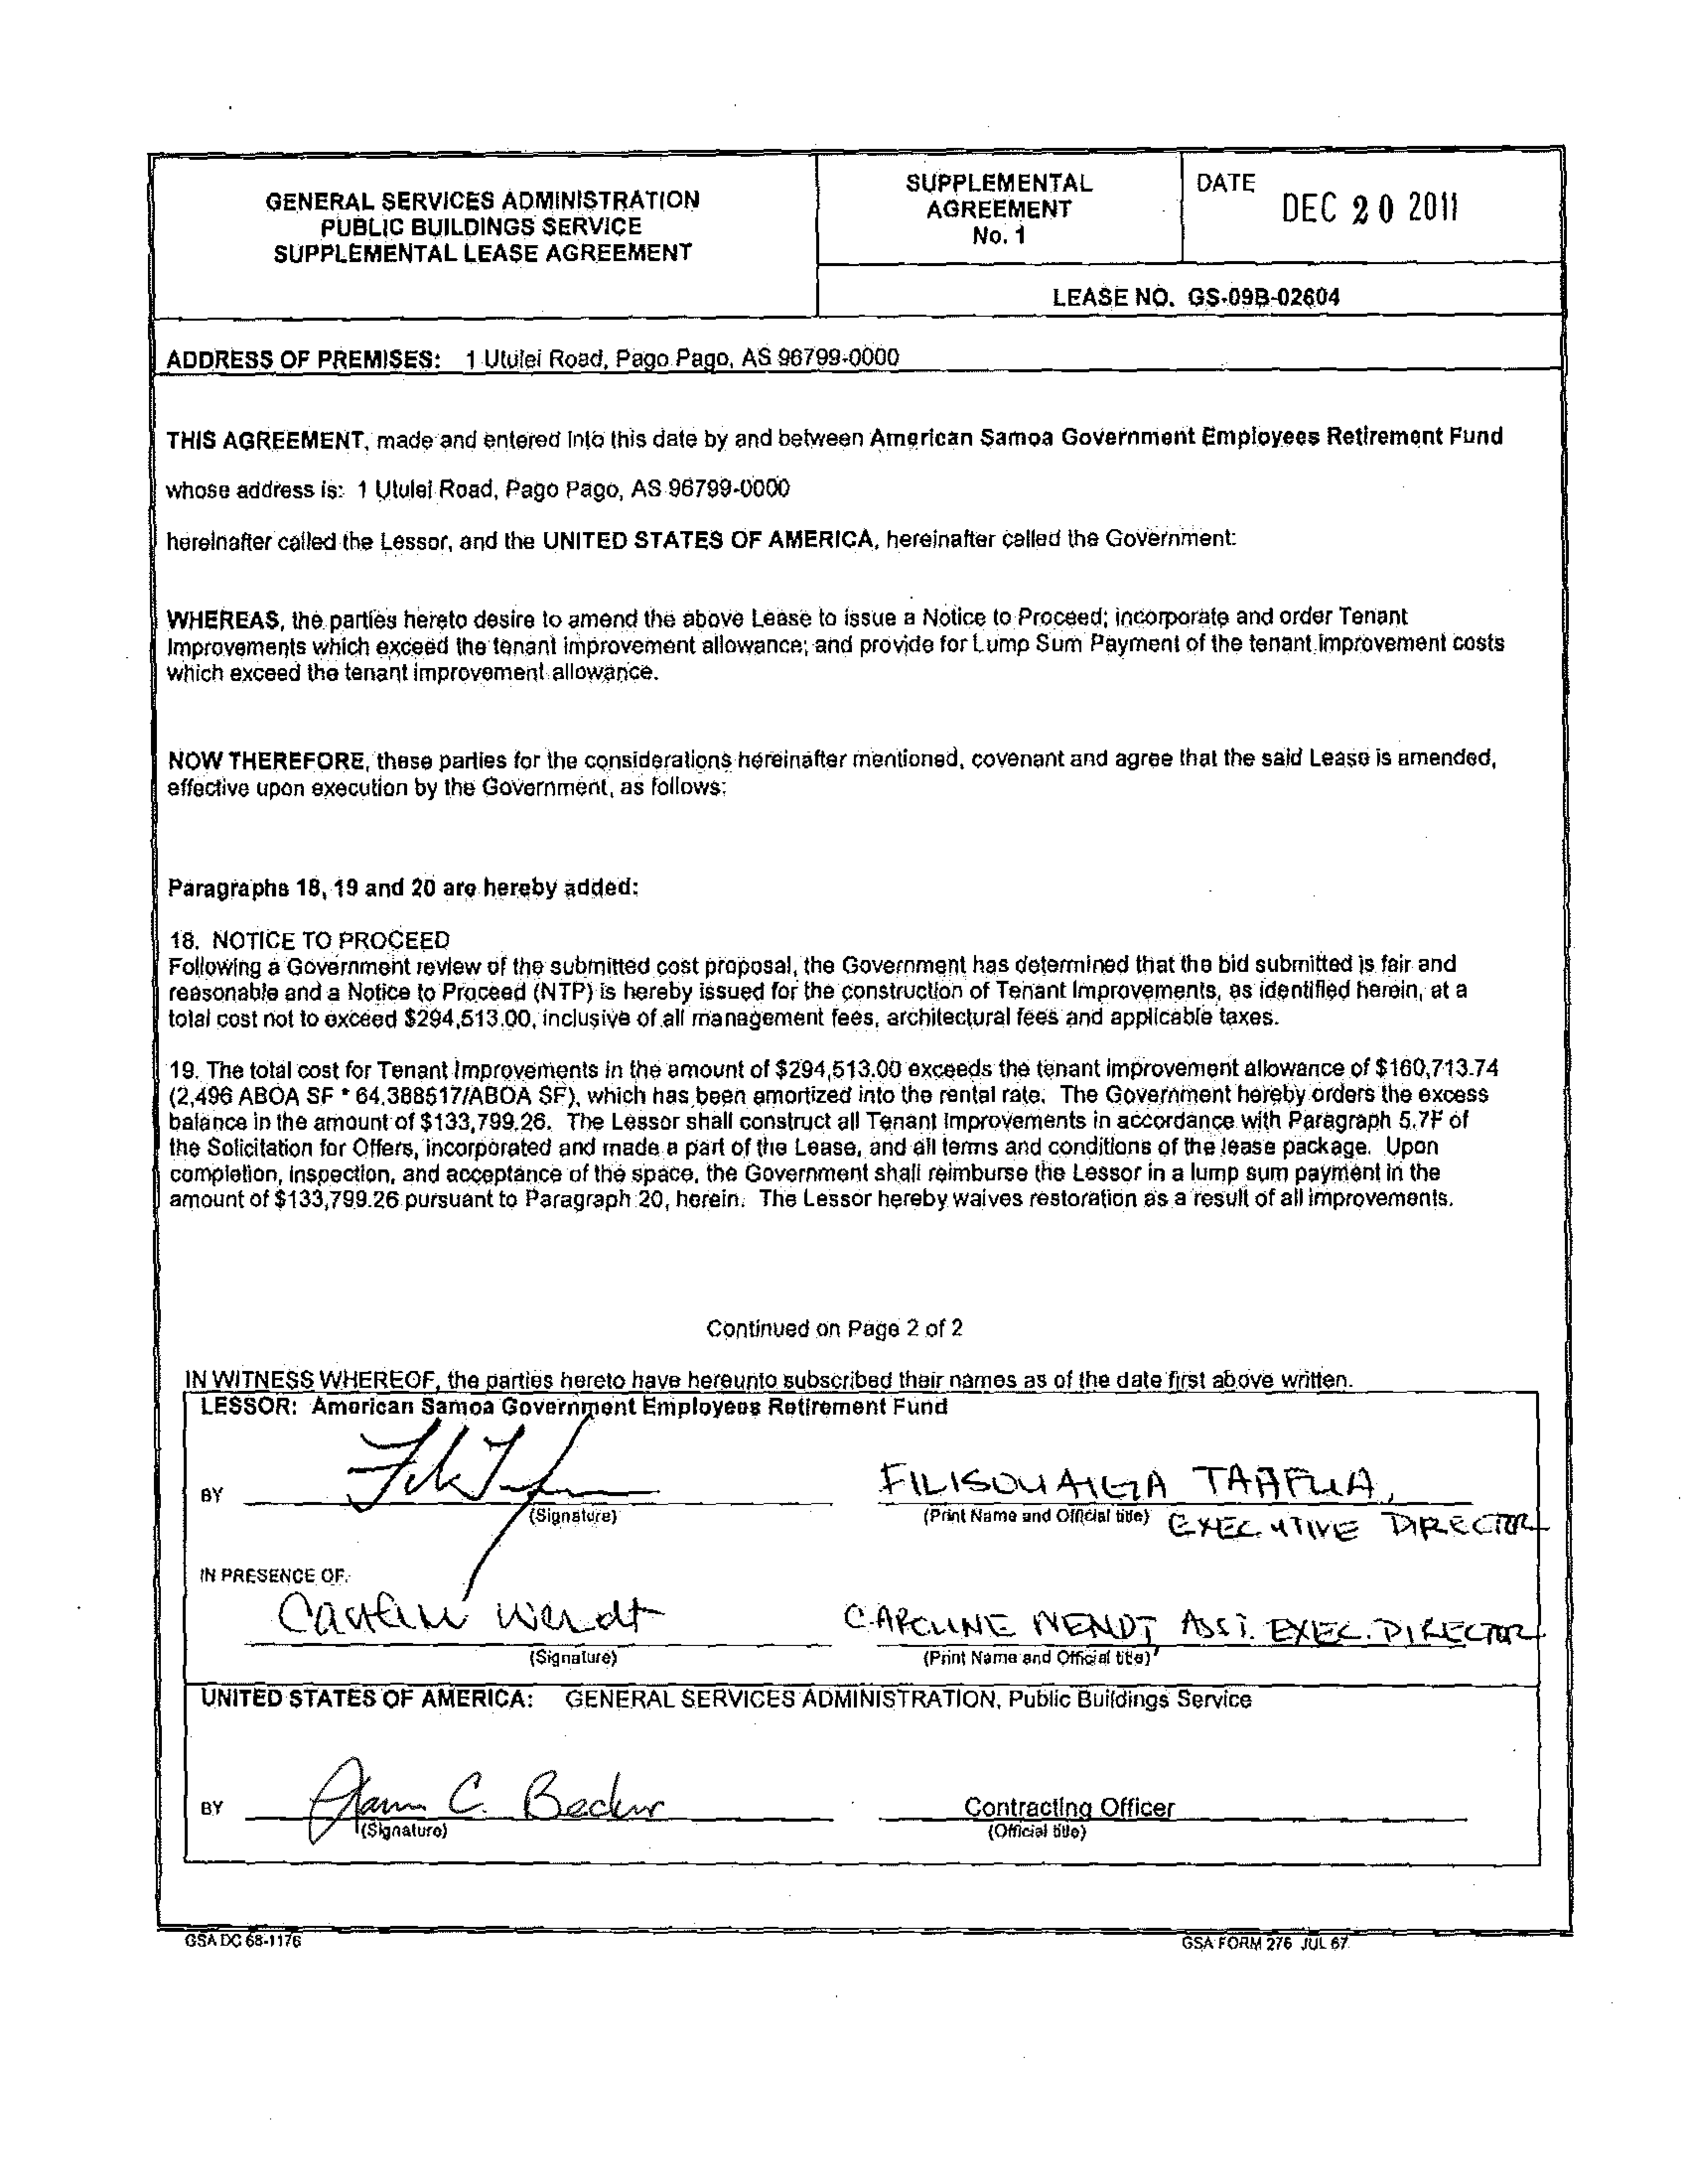 GENERAL SERVICES ADMINISTRATION
PUBLIC BUILDINGS SERVICE
SUPPLEMENTAL LEASE AGREEMENT
SUPPLEMENTAL
AGREEMENT
No. 1
DATE
DEC 20 2011
LEASE NO. GS-09B-02604
ADDRESS OF PREMISES: 1 Utulei Road, Pago Pago, AS 96799-0000
THIS AGREEMENT, made and entered into this date by and between American Samoa Government Employees Retirement Fund
whose address is: 1 Utulei Road, Pago Pago, AS 96799-0000
hereinafter called the Lessor, and the UNITED STATES OF AMERICA, hereinafter called the Government:
WHEREAS, the parties hereto desire to amend the above Lease to issue a Notice to Proceed; incorporate and order Tenant
Improvements which exceed the tenant improvement allowance; and provide for Lump Sum Payment of the tenant improvement costs
which exceed the tenant improvement allowance.
NOW THEREFORE, these parties for the considerations hereinafter mentioned, covenant and agree that the said Lease is amended,
effective upon execution by the Government, as follows:
Paragraphs 18, 19 and 20 are hereby added:
18. NOTICE TO PROCEED
Following a Government review of the submitted cost proposal, the Government has determined that the bid submitted is fair and
reasonable and a Notice to Proceed (NTP) is hereby issued for the construction of Tenant Improvements, as identified herein, at a
total cost not to exceed $294,513.00, inclusive of all management fees, architectural fees and applicable taxes.
19. The total cost for Tenant Improvements in the amount of $294,513.00 exceeds the tenant improvement allowance of $160,713.74
(2,496 ABOA SF * 64.388517/ABOA SF), which has been amortized into the rental rate. The Government hereby orders the excess
balance in the amount of $133,799.26. The Lessor shall construct all Tenant Improvements in accordance with Paragraph 5.7F of
the Solicitation for Offers, incorporated and made a part of the Lease, and all terms and conditions of the lease package. Upon
completion, inspection, and acceptance of the space, the Government shall reimburse the Lessor in a lump sum payment in the
amount of $133,799.26 pursuant to Paragraph 20, herein. The Lessor hereby waives restoration as a result of all improvements.
Continued on Page 2 of 2
IN WITNESS WHEREOF, the parties hereto have hereunto subscribed their names as of the date first above written.
LESSOR: American Samoa Government Employees Retirement Fund
BY
FILISOUAIGA TAAFUA,
(Signature)
(Print Name and Official title) EXECUTIVE DIRECTOR
IN PRESENCE OF:
Wendt
CAROLINE WENDT, ASST. EXEC. DIRECTOR
(Signature)
(Print Name and Official title)
UNITED STATES OF AMERICA: GENERAL SERVICES ADMINISTRATION, Public Buildings Service
BY
C. Becker
Contracting Officer
(Signature)
(Official title)
GSA DC 68-1176
GSA FORM 276 JUL 67